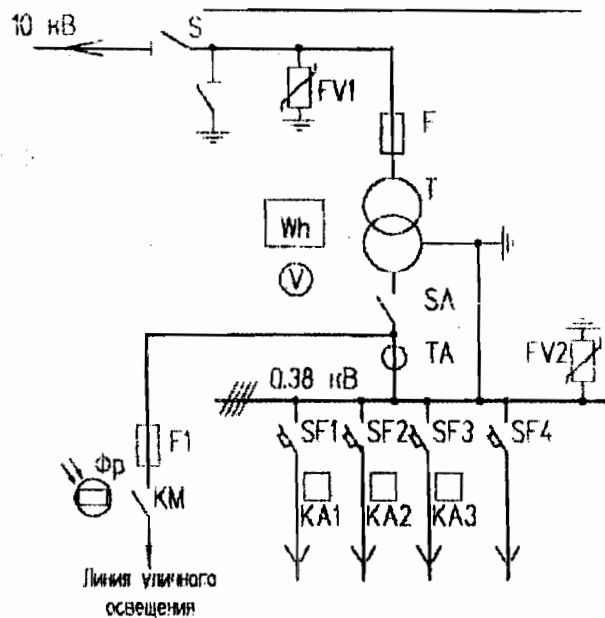 10 кВ
S
FV1
F
T
Wh
V
SA
TA
FV2
0.38 кВ
F1
SF1
SF2
SF3
SF4
Фр
KM
KA1
KA2
KA3
Линия уличного
освещения